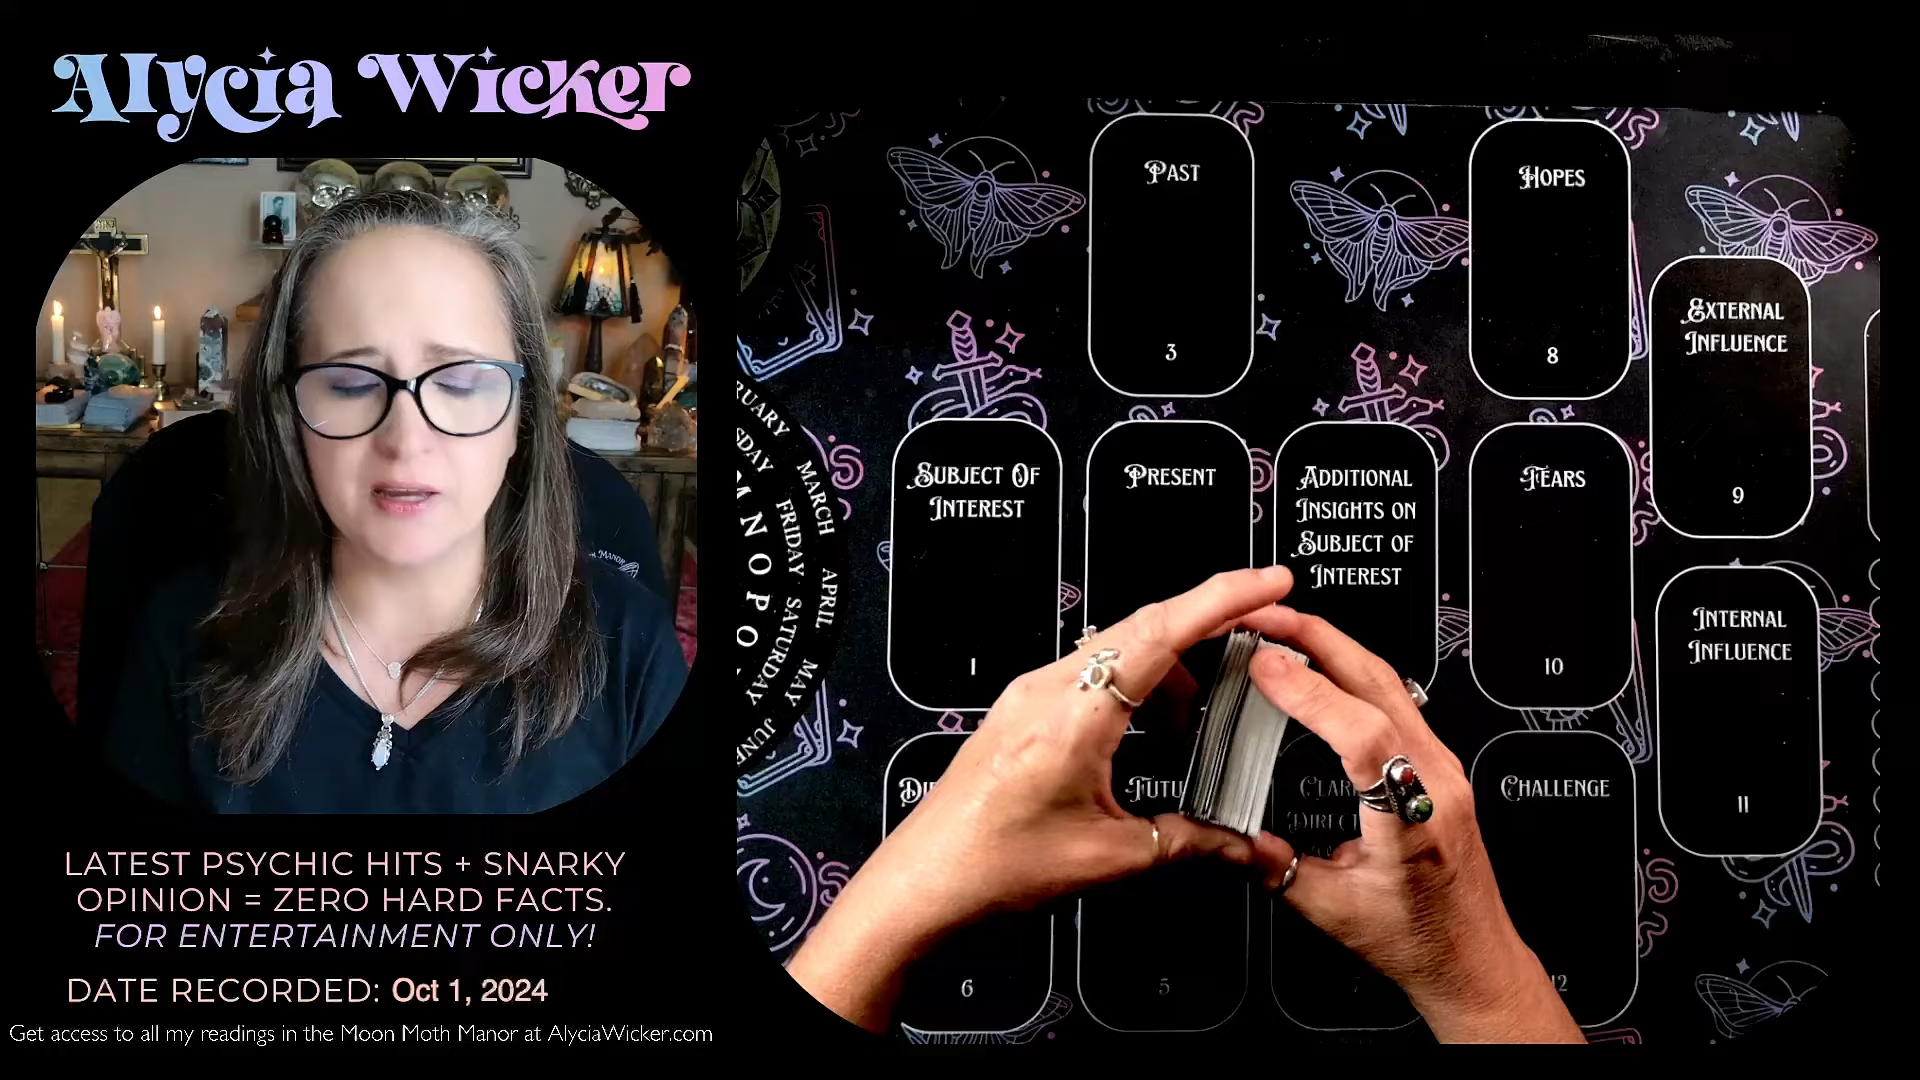 Alycia Wicker
PAST
3
HOPES
8
EXTERNAL
INFLUENCE
9
SUBJECT OF
INTEREST
1
PRESENT
ADDITIONAL
INSIGHTS ON
SUBJECT OF
INTEREST
FEARS
10
INTERNAL
INFLUENCE
11
6
5
7
CHALLENGE
12
MARCH
FRIDAY
APRIL
SATURDAY
MAY
MANOR
LATEST PSYCHIC HITS + SNARKY
OPINION = ZERO HARD FACTS.
FOR ENTERTAINMENT ONLY!
DATE RECORDED: Oct 1, 2024
Get access to all my readings in the Moon Moth Manor at AlyciaWicker.com